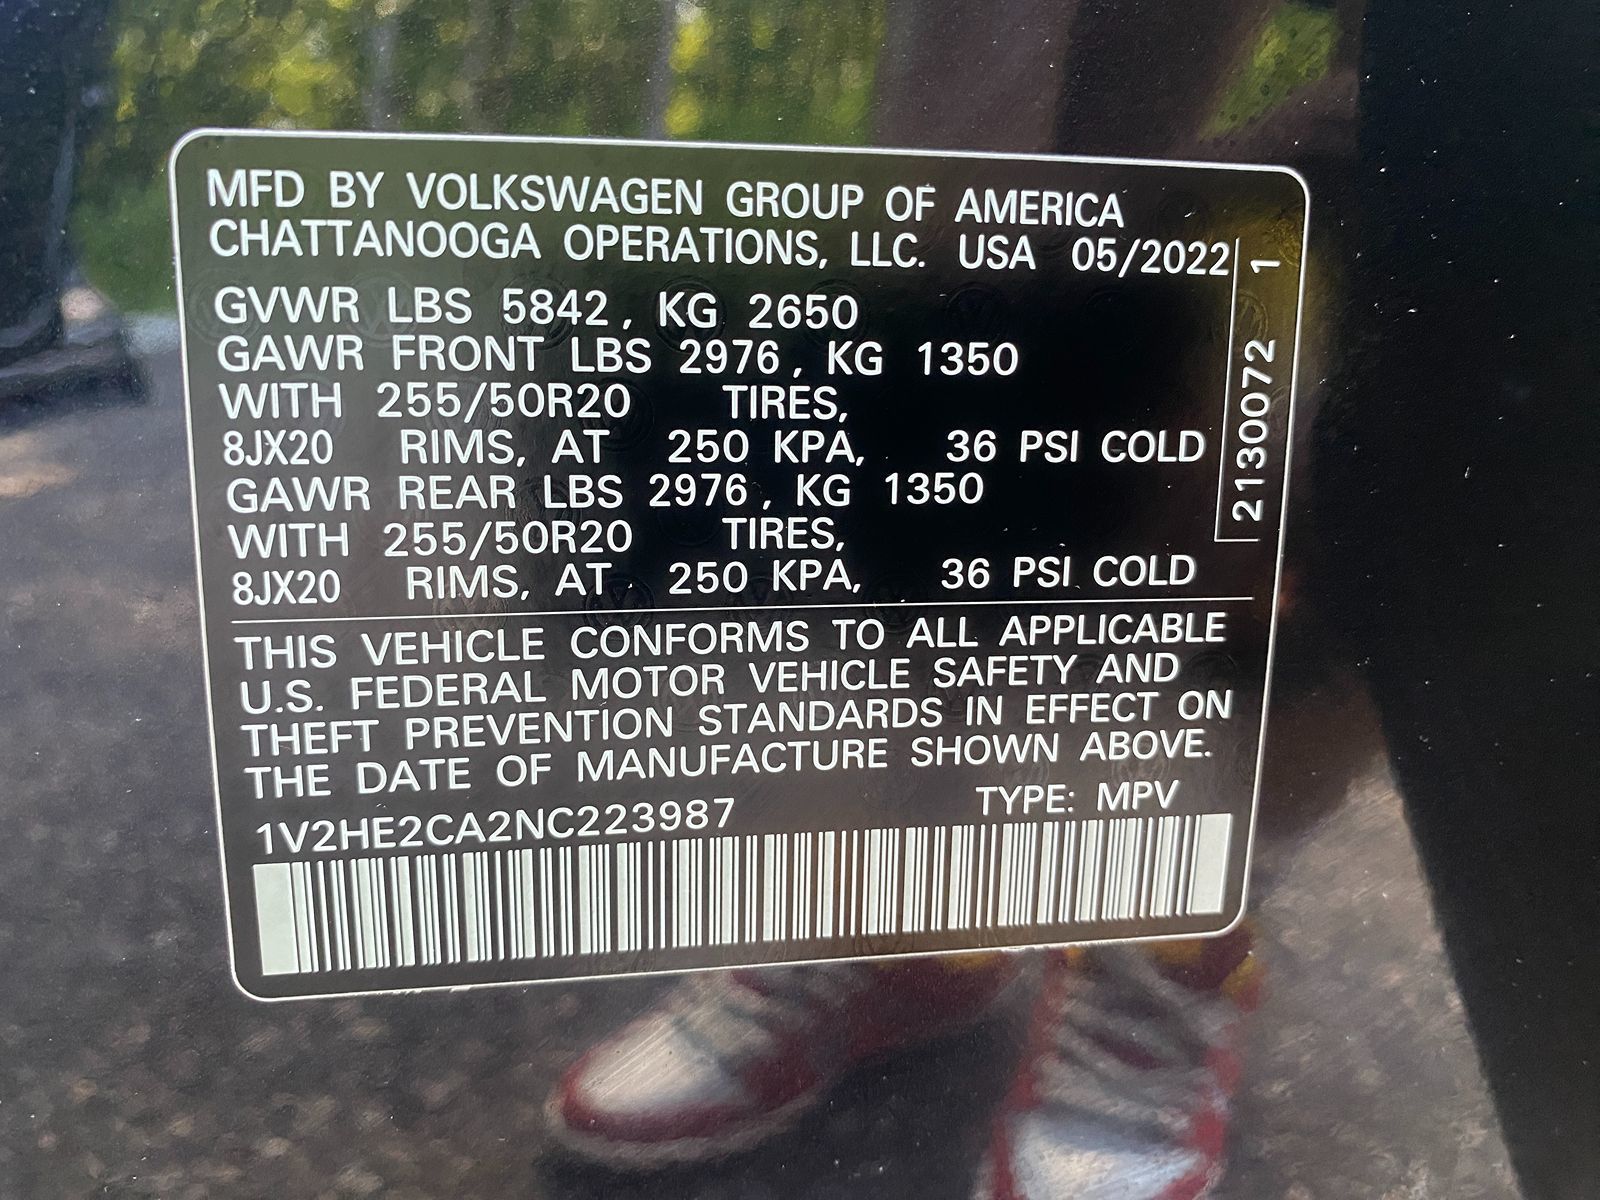 MFD BY VOLKSWAGEN GROUP OF AMERICA
CHATTANOOGA OPERATIONS, LLC. USA 05/2022
GVWR LBS 5842, KG 2650
GAWR FRONT LBS 2976, KG 1350
WITH 255/50R20 TIRES,
8JX20 RIMS, AT 250 KPA, 36 PSI COLD
GAWR REAR LBS 2976, KG 1350
WITH 255/50R20 TIRES,
8JX20 RIMS, AT 250 KPA, 36 PSI COLD
2130072 1
THIS VEHICLE CONFORMS TO ALL APPLICABLE
U.S. FEDERAL MOTOR VEHICLE SAFETY AND
THEFT PREVENTION STANDARDS IN EFFECT ON
THE DATE OF MANUFACTURE SHOWN ABOVE.
1V2HE2CA2NC223987 TYPE: MPV